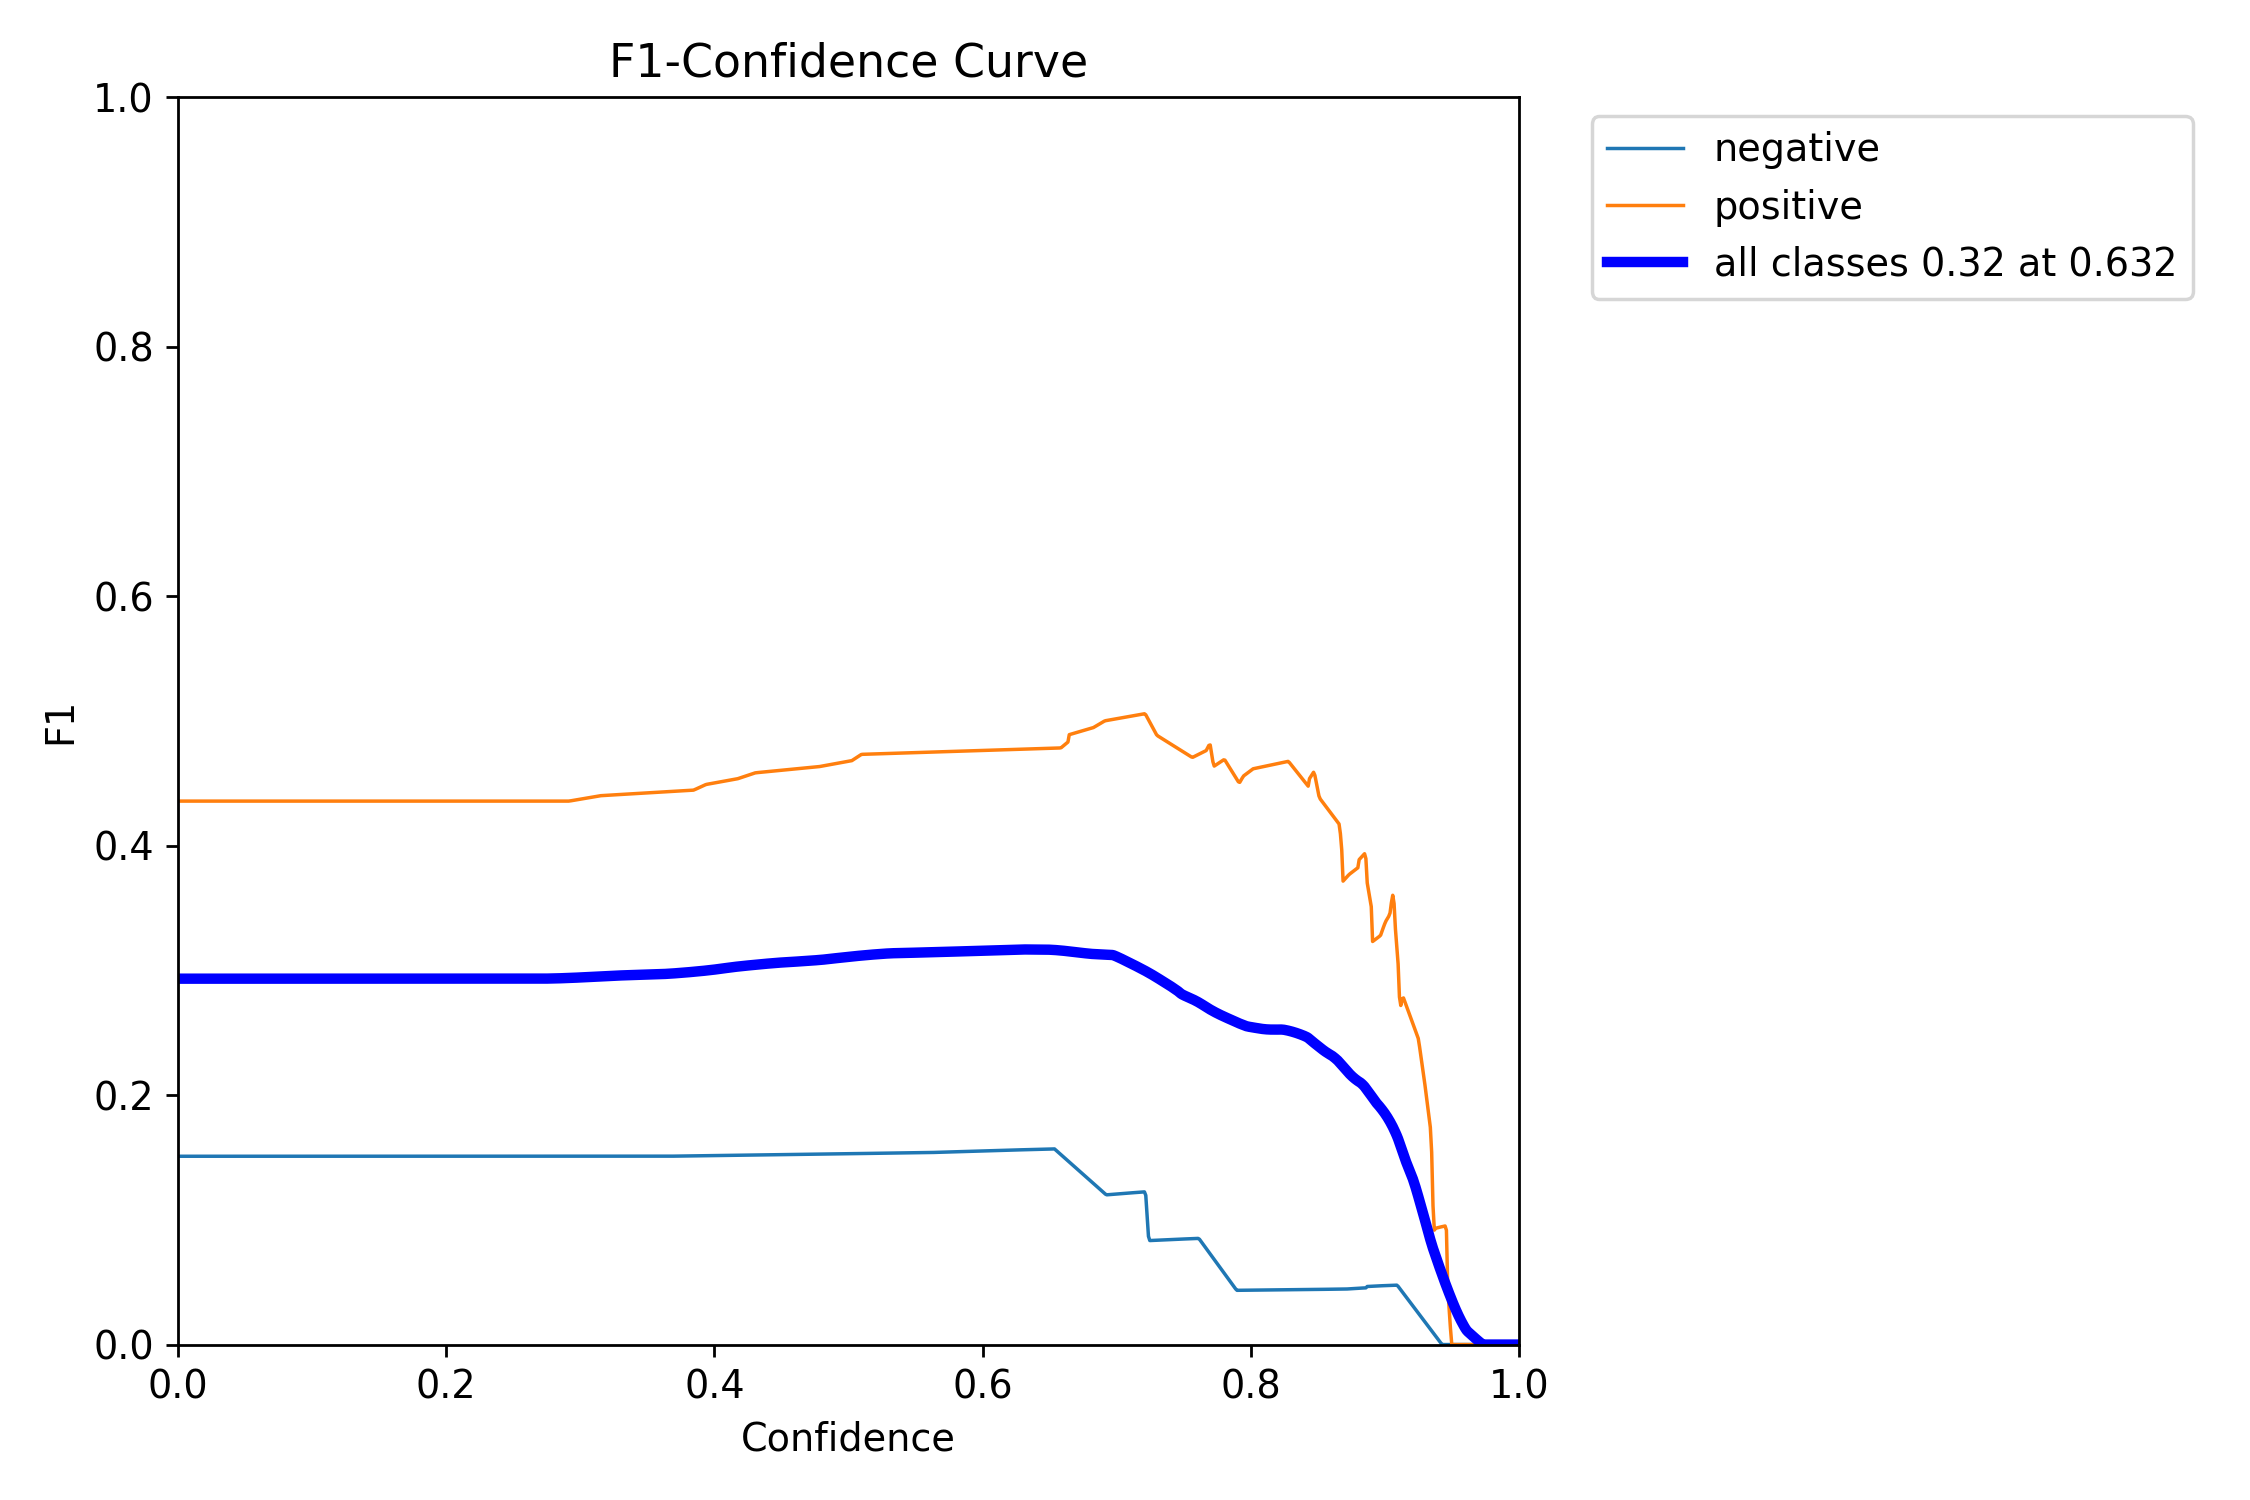 F1-Confidence Curve
1.0
0.8
0.6
0.4
0.2
0.0
F1
0.0 0.2 0.4 0.6 0.8 1.0
Confidence
negative
positive
all classes 0.32 at 0.632